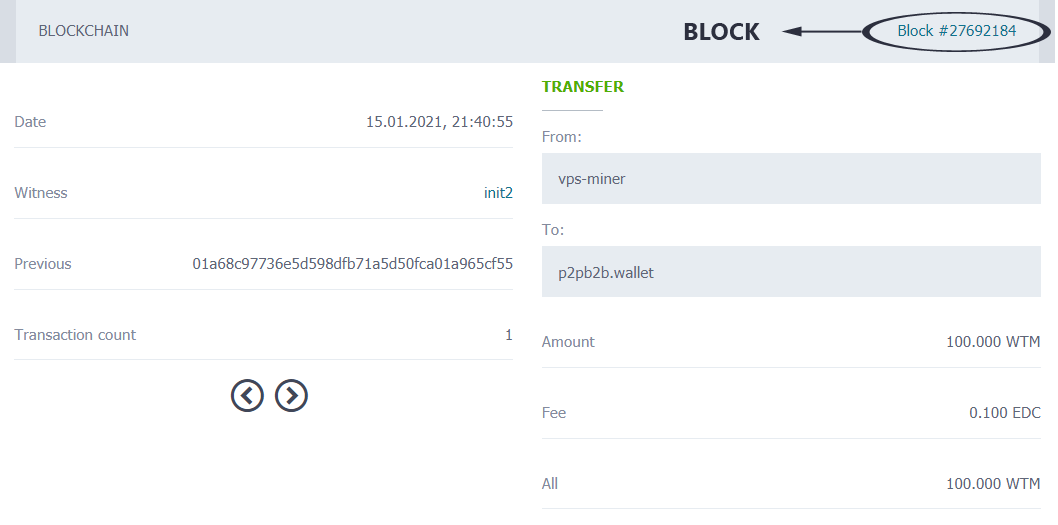 BLOCKCHAIN
BLOCK
Block #27692184
Date 15.01.2021, 21:40:55
Witness init2
Previous 01a68c97736e5d598dfb71a5d50fca01a965cf55
Transaction count 1
TRANSFER
From:
vps-miner
To:
p2pb2b.wallet
Amount 100.000 WTM
Fee 0.100 EDC
All 100.000 WTM